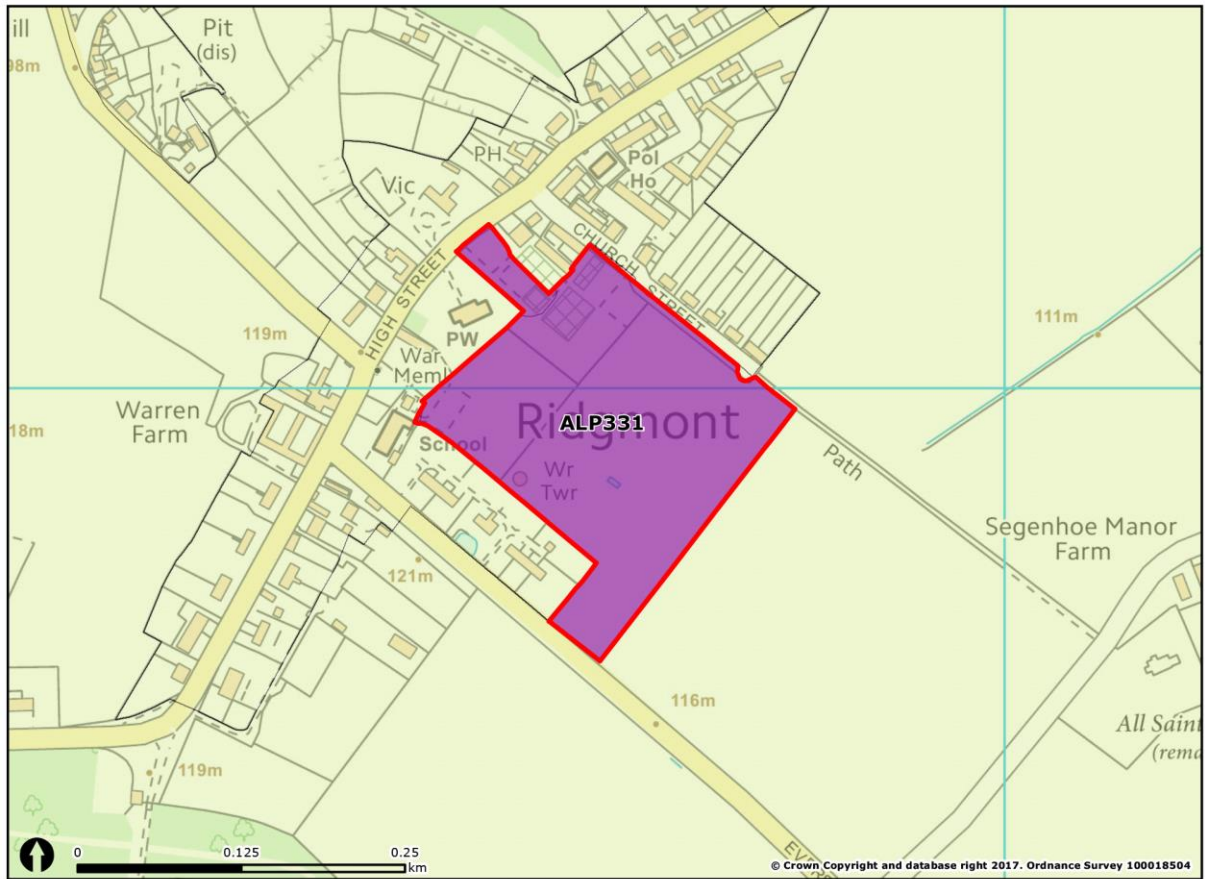 ill
Pit
(dis)
98m
PH
Pol
Ho
Vic
CHURCH STREET
HIGH STREET
119m
PW
War
Meml
111m
Warren
Farm
18m
Ridgmont
ALP331
School
Wr
Twr
Path
Segenhoe Manor
Farm
121m
116m
All Saint
(rema
119m
EVERS
0
0.125
0.25
km
© Crown Copyright and database right 2017. Ordnance Survey 100018504